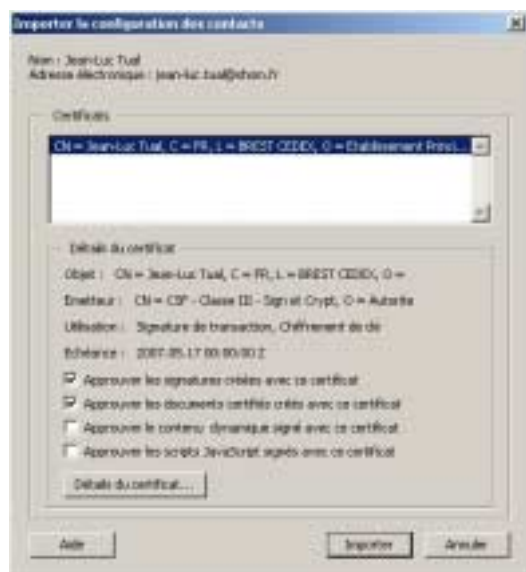 Importer la configuration des contacts
Nom : Jean-Luc Tual
Adresse électronique : jean-luc.tual@shom.fr
Certificats
CN = Jean-Luc Tual, C = FR, L = BREST CEDEX, O = Etablissement Princi...
Détails du certificat
Objet : CN = Jean-Luc Tual, C = FR, L = BREST CEDEX, O =
Emetteur : CN = CSF - Classe III - Sign et Crypt, O = Autorite
Utilisation : Signature de transaction, Chiffrement de clé
Echéance : 2007.05.17 00:00:00 Z
Approuver les signatures créées avec ce certificat
Approuver les documents certifiés créés avec ce certificat
Approuver le contenu dynamique signé avec ce certificat
Approuver les scripts JavaScript signés avec ce certificat
Détails du certificat...
Aide
Importer
Annuler